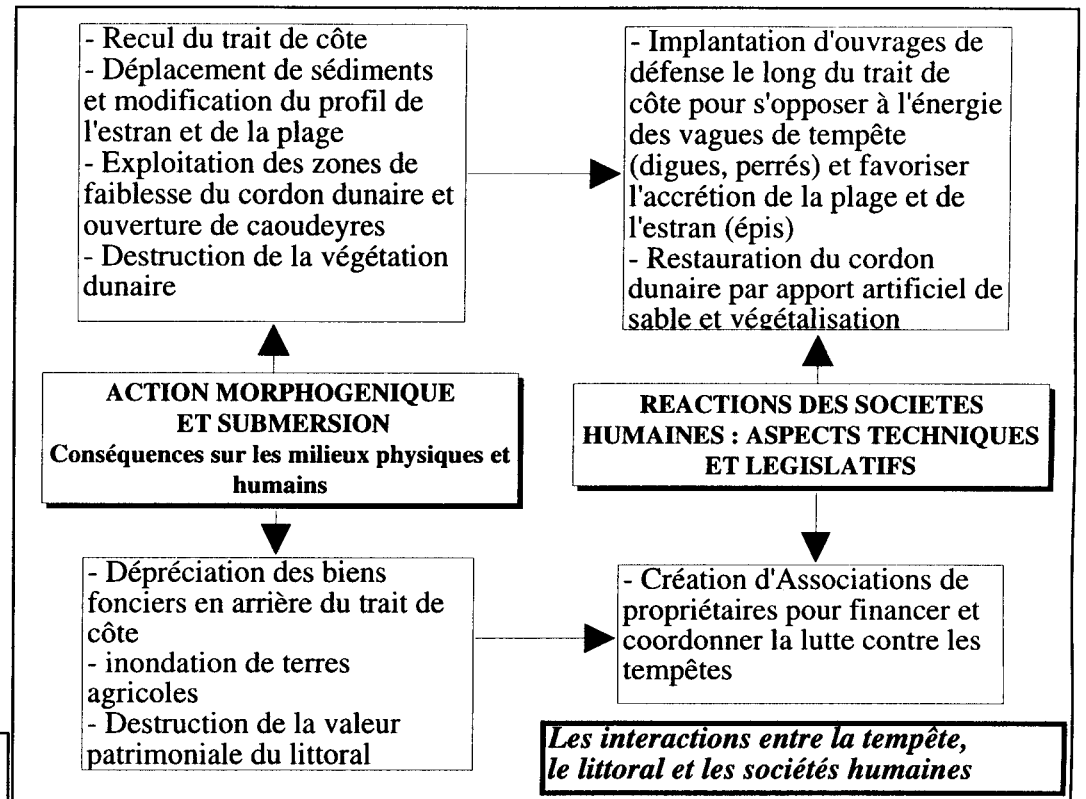 - Recul du trait de côte
- Déplacement de sédiments
et modification du profil de
l'estran et de la plage
- Exploitation des zones de
faiblesse du cordon dunaire et
ouverture de caoudeyres
- Destruction de la végétation
dunaire
- Implantation d'ouvrages de
défense le long du trait de
côte pour s'opposer à l'énergie
des vagues de tempête
(digues, perrés) et favoriser
l'accrétion de la plage et de
l'estran (épis)
- Restauration du cordon
dunaire par apport artificiel de
sable et végétalisation
ACTION MORPHOGENIQUE
ET SUBMERSION
Conséquences sur les milieux physiques et
humains
REACTIONS DES SOCIETES
HUMAINES : ASPECTS TECHNIQUES
ET LEGISLATIFS
- Dépréciation des biens
fonciers en arrière du trait de
côte
- inondation de terres
agricoles
- Destruction de la valeur
patrimoniale du littoral
- Création d'Associations de
propriétaires pour financer et
coordonner la lutte contre les
tempêtes
Les interactions entre la tempête,
le littoral et les sociétés humaines